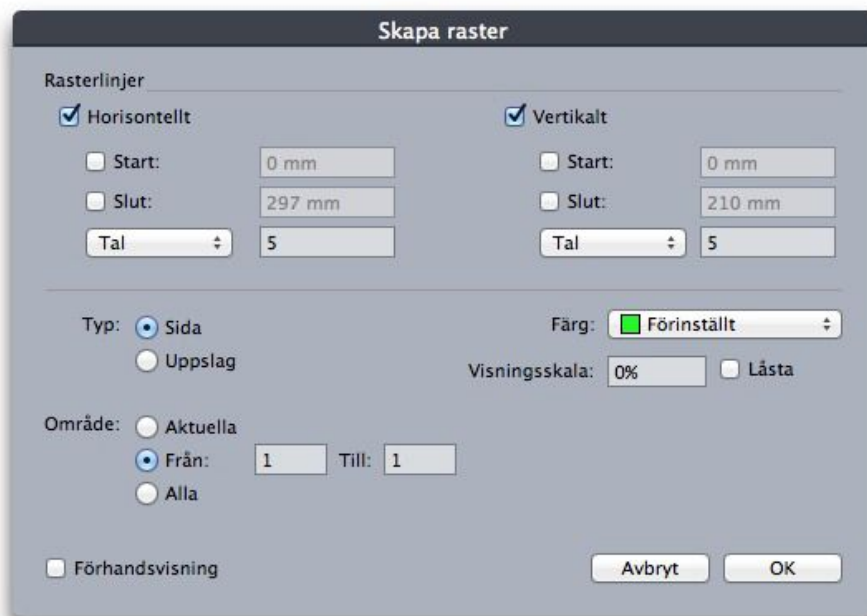 Skapa raster
Rasterlinjer
Horisontellt
Vertikalt
Start: 0 mm
Start: 0 mm
Slut: 297 mm
Slut: 210 mm
Tal 5
Tal 5
Typ: Sida
Färg: Förinställt
Uppslag
Visningsskala: 0% Låsta
Område: Aktuella
Från: 1 Till: 1
Alla
Förhandsvisning
Avbryt
OK